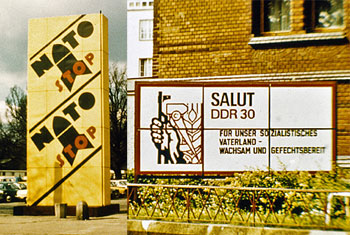 NATO
STOP
NATO
STOP
SALUT
DDR 30
FÜR UNSER SOZIALISTISCHES
VATERLAND -
WACHSAM UND GEFECHTSBEREIT